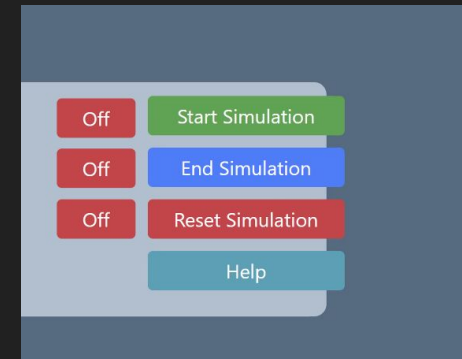 Off Start Simulation
Off End Simulation
Off Reset Simulation
Help